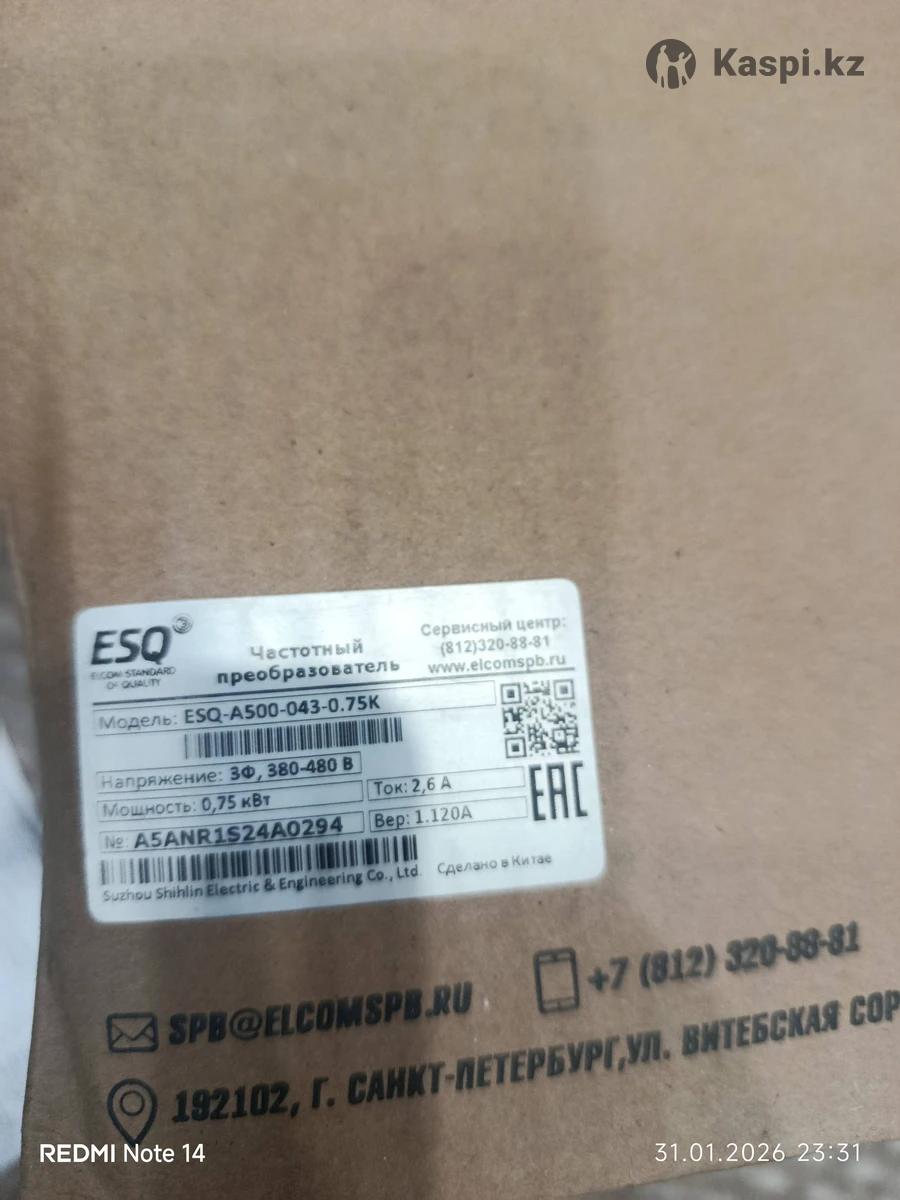 Kaspi.kz
ESQ
ELCOM STANDARD
OF QUALITY
Частотный
преобразователь
Сервисный центр:
(812)320-88-81
www.elcomspb.ru
Модель: ESQ-A500-043-0.75K
Напряжение: 3Ф, 380-480 В
Мощность: 0,75 кВт
Ток: 2,6 А
№: A5ANR1S24A0294
Вер: 1.120A
EAC
Suzhou Shihlin Electric & Engineering Co., Ltd.
Сделано в Китае
+7 (812) 320-88-81
SPB@ELCOMSPB.RU
192102, Г. САНКТ-ПЕТЕРБУРГ,УЛ. ВИТЕБСКАЯ СОР
REDMI Note 14
31.01.2026 23:31